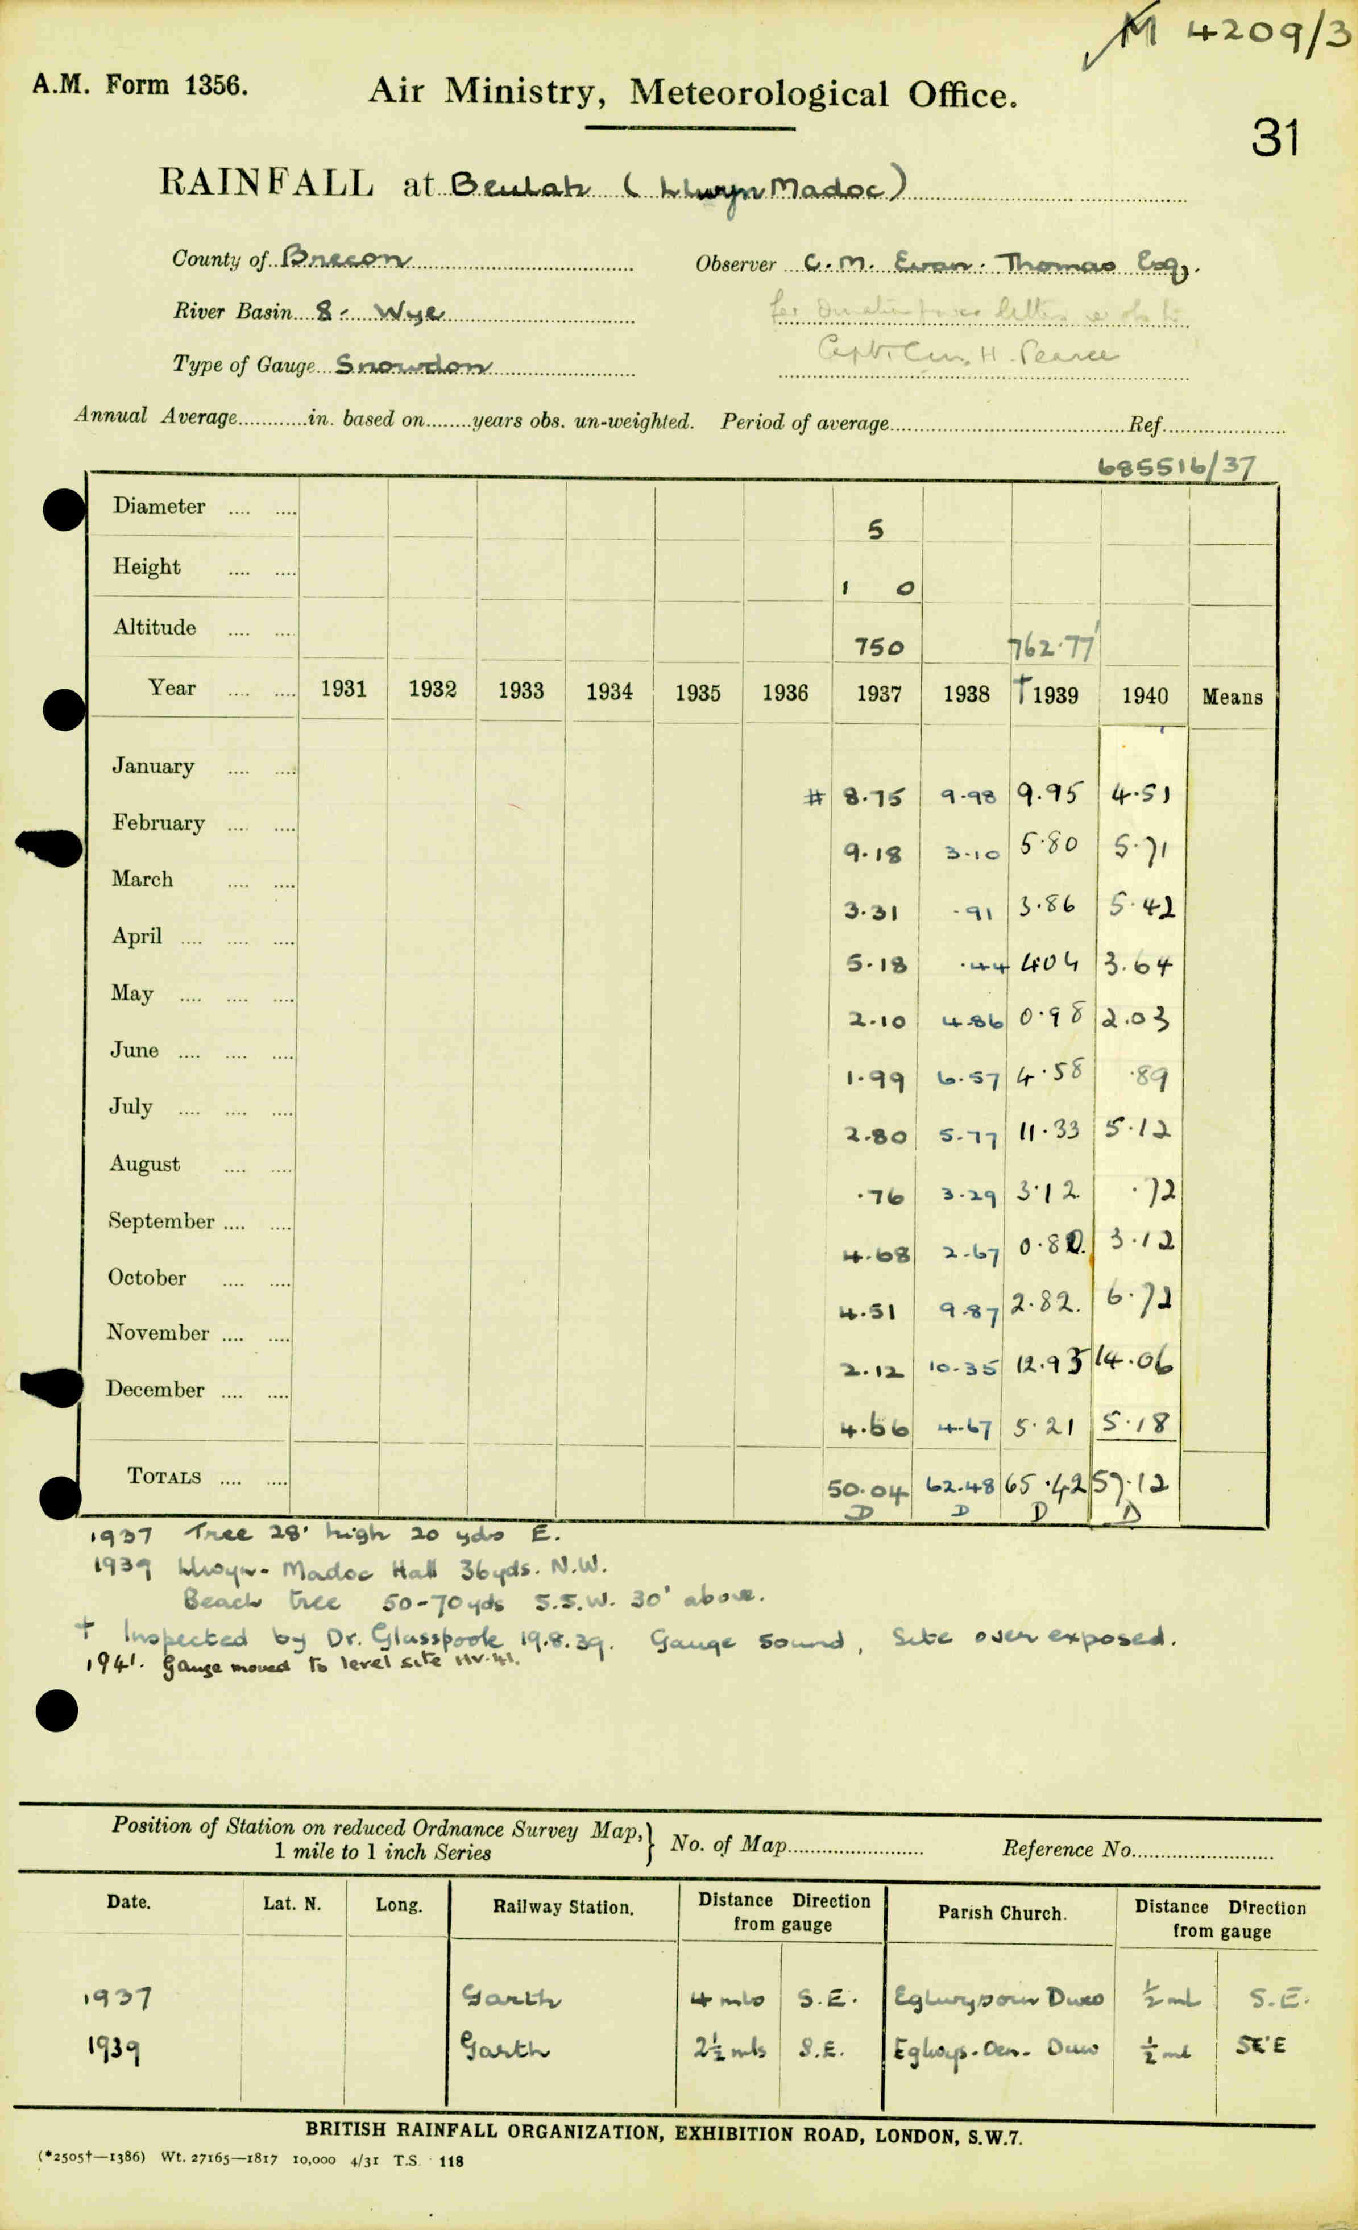 M 4209/3
A.M. Form 1356. Air Ministry, Meteorological Office.
31
RAINFALL at Beulah (Llwyn Madoc)
County of Brecon Observer C.M. Evan-Thomas Esq.
River Basin 8. Wye
Type of Gauge Snowdon Capt. H. Pearce
Annual Average in. based on years obs. un-weighted. Period of average Ref.
685516/37
Diameter 5
Height 1 0
Altitude 750 762.77'
Year 1931 1932 1933 1934 1935 1936 1937 1938 †1939 1940 Means
January # 8.75 9.98 9.95 4.51
February 9.18 3.10 5.80 5.71
March 3.31 .91 3.86 5.42
April 5.18 .44 4.04 3.64
May 2.10 4.86 0.98 2.03
June 1.99 6.57 4.58 .89
July 2.80 5.77 11.33 5.12
August .76 3.29 3.12 .72
September 4.68 2.67 0.80 3.12
October 4.51 9.87 2.82 6.72
November 2.12 10.35 12.93 14.06
December 4.66 4.67 5.21 5.18
TOTALS 50.04 62.48 65.42 57.12
D D D D
1937 Tree 28' high 20 yds E.
1939 Llwyn-Madoc Hall 36yds. N.W.
Beach tree 50-70yds S.S.W. 30' above.
† Inspected by Dr. Glasspoole 19.8.39. Gauge sound, Site over exposed.
1941. Gauge moved to level site
Position of Station on reduced Ordnance Survey Map, 1 mile to 1 inch Series } No. of Map Reference No.
Date. Lat. N. Long. Railway Station. Distance Direction from gauge Parish Church. Distance Direction from gauge
1937 Garth 4 mls S.E. ½ ml S.E.
1939 Garth 2½ mls S.E. Eglwys-Oen-Duw ½ ml SE'E
BRITISH RAINFALL ORGANIZATION, EXHIBITION ROAD, LONDON, S.W.7.
(*2505†—1386) Wt. 27165—1817 10,000 4/31 T.S. 118